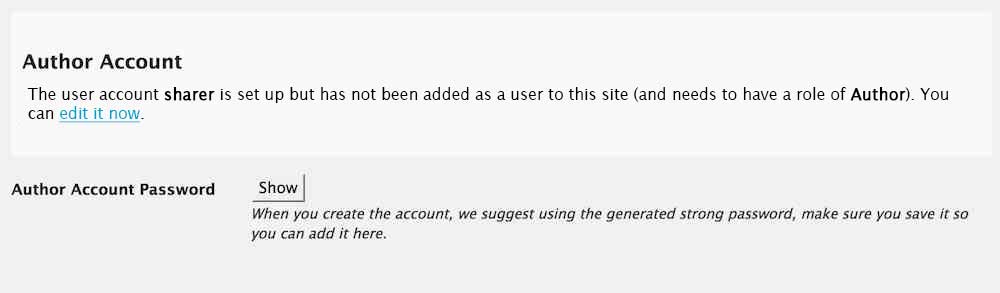 Author Account
The user account sharer is set up but has not been added as a user to this site (and needs to have a role of Author). You
can edit it now.
Author Account Password
Show
When you create the account, we suggest using the generated strong password, make sure you save it so
you can add it here.